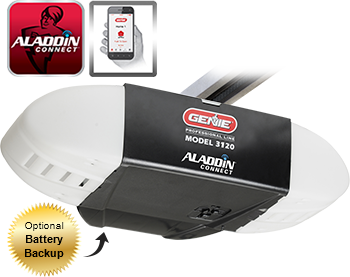 ALADDIN
CONNECT
GENIE
PROFESSIONAL LINE
MODEL 3120
ALADDIN
CONNECT
Optional
Battery
Backup